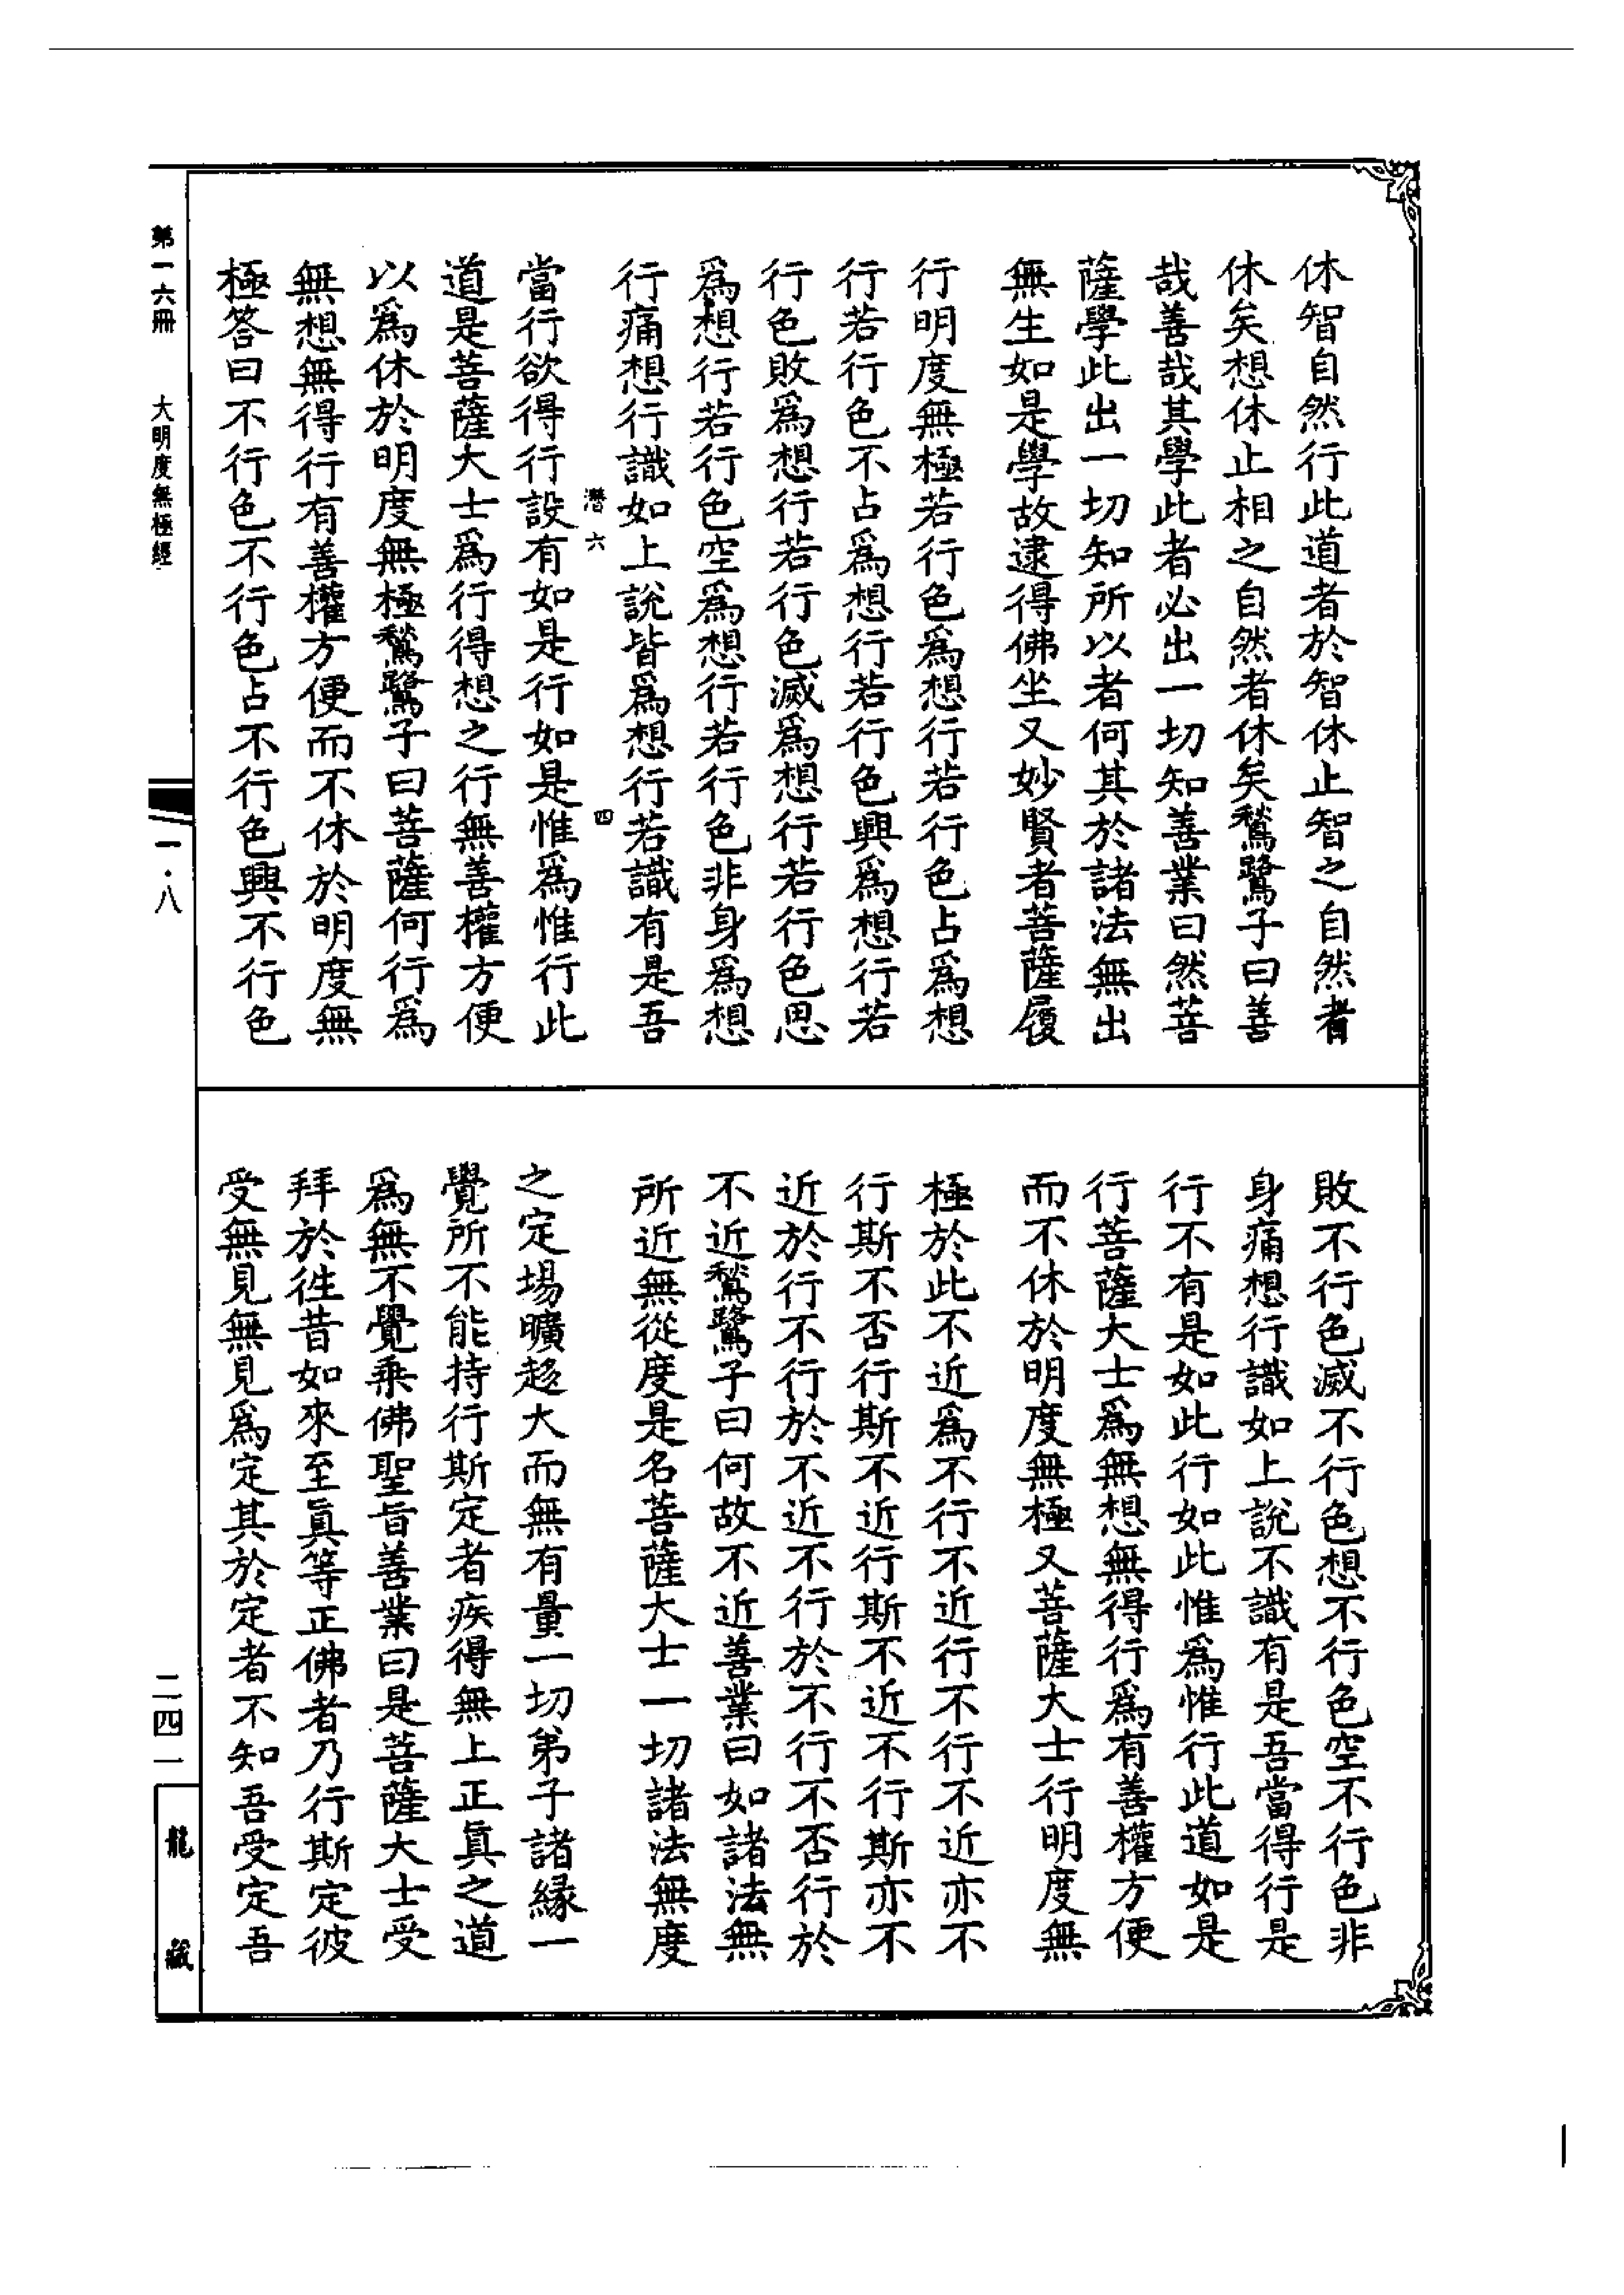 休智自然行此道者於智休止智之自然者
休矣想休止相之自然者休矣鶖鷺子曰善
哉善哉其學此者必出一切知善業曰然菩
薩學此出一切知所以者何其於諸法無出
無生如是學故逮得佛坐又妙賢者菩薩履
行明度無極若行色為想行若行色占為想
行若行色不占為想行若行色興為想行若
行色敗為想行若行色滅為想行若行色思
為想行若行色空為想行若行色非身為想
行痛想行識如上說皆為想行若識有是吾
潛六 四
當行欲得行設有如是行如是惟為惟行此
道是菩薩大士為行得想之行無善權方便
以為休於明度無極鶖鷺子曰菩薩何行為
無想無得行有善權方便而不休於明度無
極答曰不行色不行色占不行色興不行色
敗不行色滅不行色想不行色空不行色非
身痛想行識如上說不識有是吾當得行是
行不有是如此行如此惟為惟行此道如是
行菩薩大士為無想無得行為有善權方便
而不休於明度無極又菩薩大士行明度無
極於此不近為不行不近行不行不近亦不
行斯不否行斯不近行斯不近不行斯亦不
近於行不行於不近不行於不行不否行於
不近鶖鷺子曰何故不近善業曰如諸法無
所近無從度是名菩薩大士一切諸法無度
之定場曠趍大而無有量一切弟子諸緣一
覺所不能持行斯定者疾得無上正真之道
為無不覺乘佛聖旨善業曰是菩薩大士受
拜於徃昔如來至真等正佛者乃行斯定彼
受無見無見為定其於定者不知吾受定吾
第一六冊 大明度無極經
一·八
二四一
龍藏